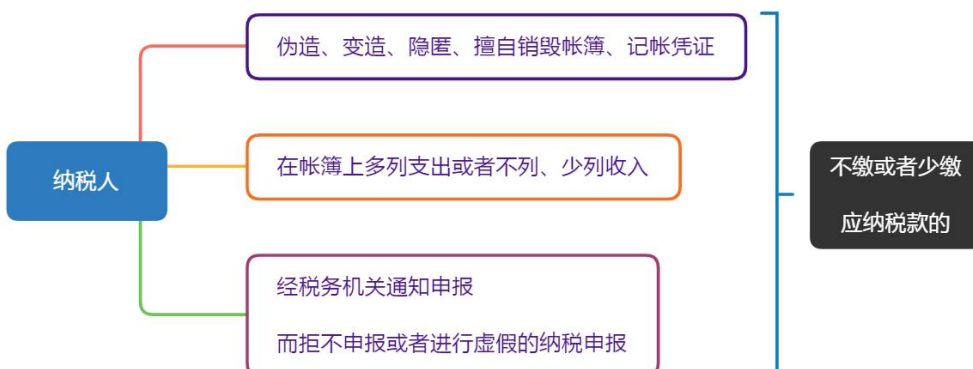 伪造、变造、隐匿、擅自销毁帐簿、记帐凭证
纳税人
在帐簿上多列支出或者不列、少列收入
不缴或者少缴
应纳税款的
经税务机关通知申报
而拒不申报或者进行虚假的纳税申报